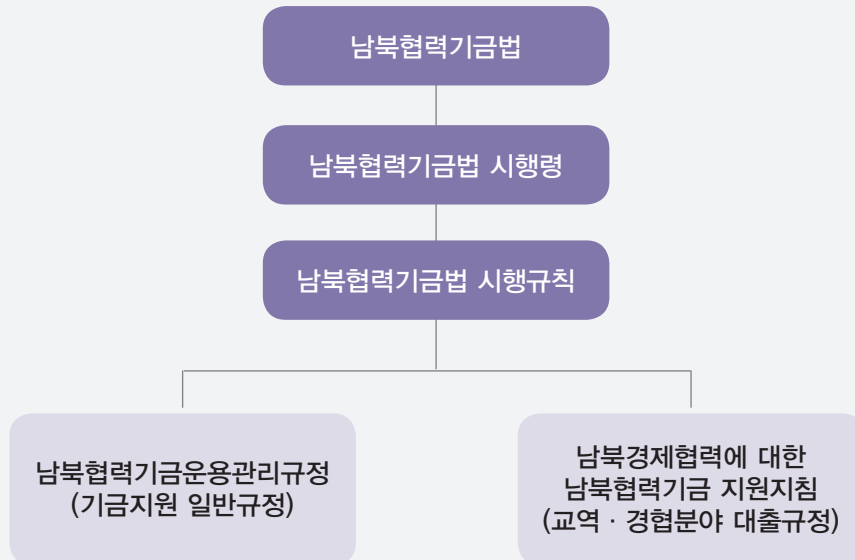 남북협력기금법
남북협력기금법 시행령
남북협력기금법 시행규칙
남북협력기금운용관리규정
(기금지원 일반규정)
남북경제협력에 대한
남북협력기금 지원지침
(교역 · 경협분야 대출규정)